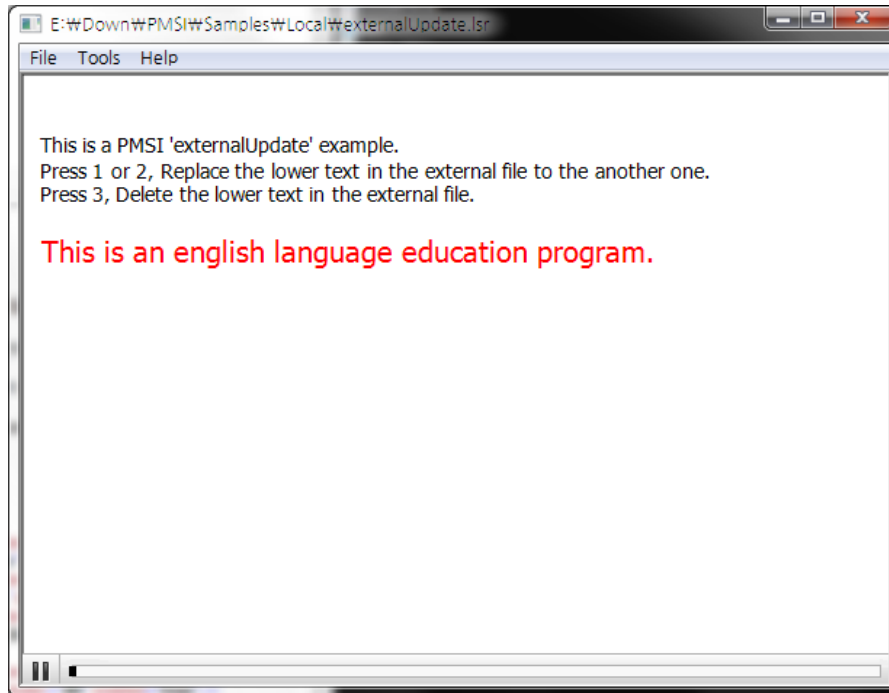 E:₩Down₩PMSI₩Samples₩Local₩externalUpdate.lsr
File Tools Help
This is a PMSI 'externalUpdate' example.
Press 1 or 2, Replace the lower text in the external file to the another one.
Press 3, Delete the lower text in the external file.
This is an english language education program.